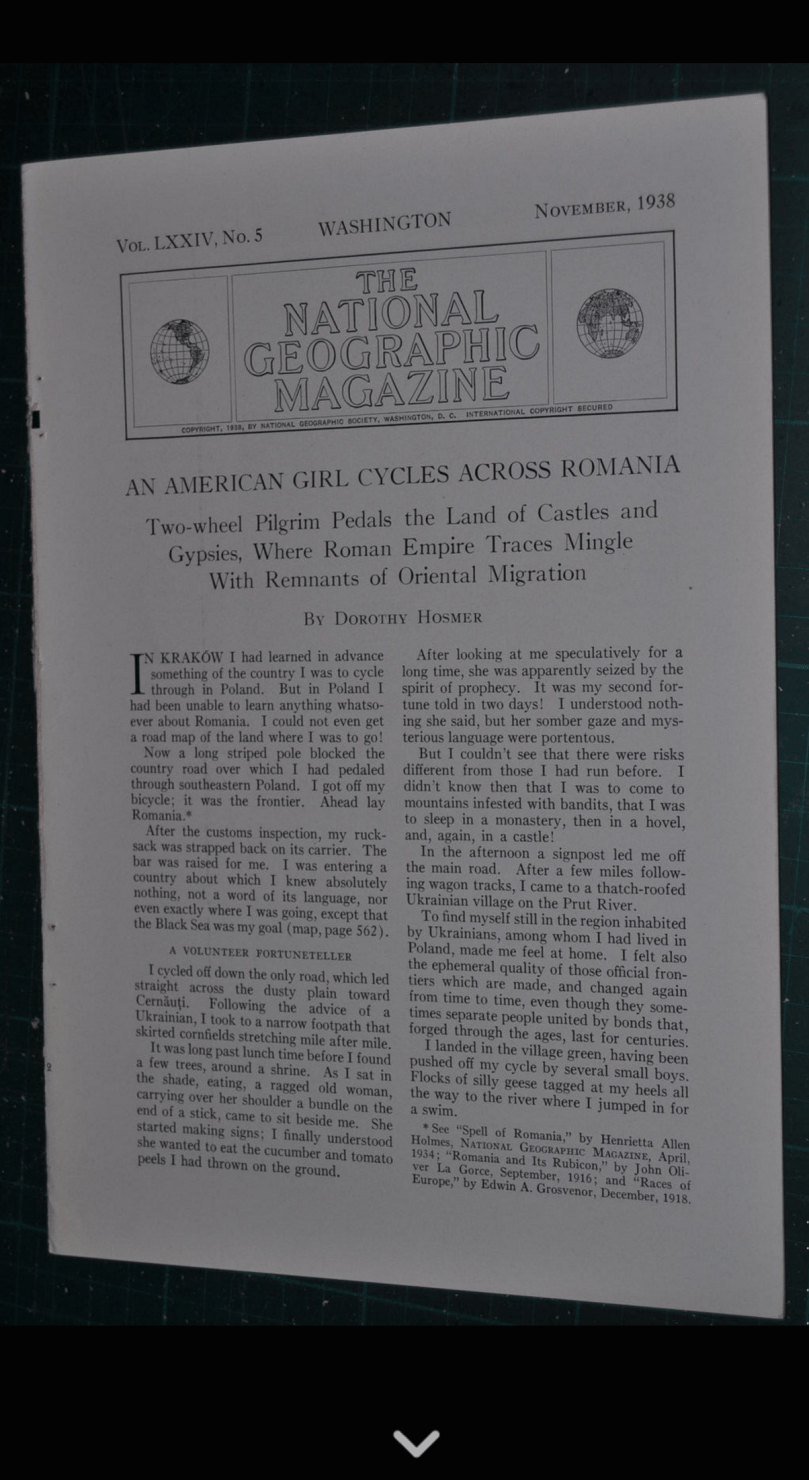 VOL. LXXIV, No. 5
WASHINGTON
NOVEMBER, 1938
THE
NATIONAL
GEOGRAPHIC
MAGAZINE
COPYRIGHT, 1938, BY NATIONAL GEOGRAPHIC SOCIETY, WASHINGTON, D. C. INTERNATIONAL COPYRIGHT SECURED
AN AMERICAN GIRL CYCLES ACROSS ROMANIA
Two-wheel Pilgrim Pedals the Land of Castles and
Gypsies, Where Roman Empire Traces Mingle
With Remnants of Oriental Migration
BY DOROTHY HOSMER
IN KRAKÓW I had learned in advance
something of the country I was to cycle
through in Poland. But in Poland I
had been unable to learn anything whatso-
ever about Romania. I could not even get
a road map of the land where I was to go!
Now a long striped pole blocked the
country road over which I had pedaled
through southeastern Poland. I got off my
bicycle; it was the frontier. Ahead lay
Romania.*
After the customs inspection, my ruck-
sack was strapped back on its carrier. The
bar was raised for me. I was entering a
country about which I knew absolutely
nothing, not a word of its language, nor
even exactly where I was going, except that
the Black Sea was my goal (map, page 562).
A VOLUNTEER FORTUNETELLER
I cycled off down the only road, which led
straight across the dusty plain toward
Cernăuți. Following the advice of a
Ukrainian, I took to a narrow footpath that
skirted cornfields stretching mile after mile.
It was long past lunch time before I found
a few trees, around a shrine. As I sat in
the shade, eating, a ragged old woman,
carrying over her shoulder a bundle on the
end of a stick, came to sit beside me. She
started making signs; I finally understood
she wanted to eat the cucumber and tomato
peels I had thrown on the ground.
After looking at me speculatively for a
long time, she was apparently seized by the
spirit of prophecy. It was my second for-
tune told in two days! I understood noth-
ing she said, but her somber gaze and mys-
terious language were portentous.
But I couldn't see that there were risks
different from those I had run before. I
didn't know then that I was to come to
mountains infested with bandits, that I was
to sleep in a monastery, then in a hovel,
and, again, in a castle!
In the afternoon a signpost led me off
the main road. After a few miles follow-
ing wagon tracks, I came to a thatch-roofed
Ukrainian village on the Prut River.
To find myself still in the region inhabited
by Ukrainians, among whom I had lived in
Poland, made me feel at home. I felt also
the ephemeral quality of those official fron-
tiers which are made, and changed again
from time to time, even though they some-
times separate people united by bonds that,
forged through the ages, last for centuries.
I landed in the village green, having been
pushed off my cycle by several small boys.
Flocks of silly geese tagged at my heels all
the way to the river where I jumped in for
a swim.
* See "Spell of Romania," by Henrietta Allen
Holmes, NATIONAL GEOGRAPHIC MAGAZINE, April,
1934; "Romania and Its Rubicon," by John Oli-
ver La Gorce, September, 1916; and "Races of
Europe," by Edwin A. Grosvenor, December, 1918.